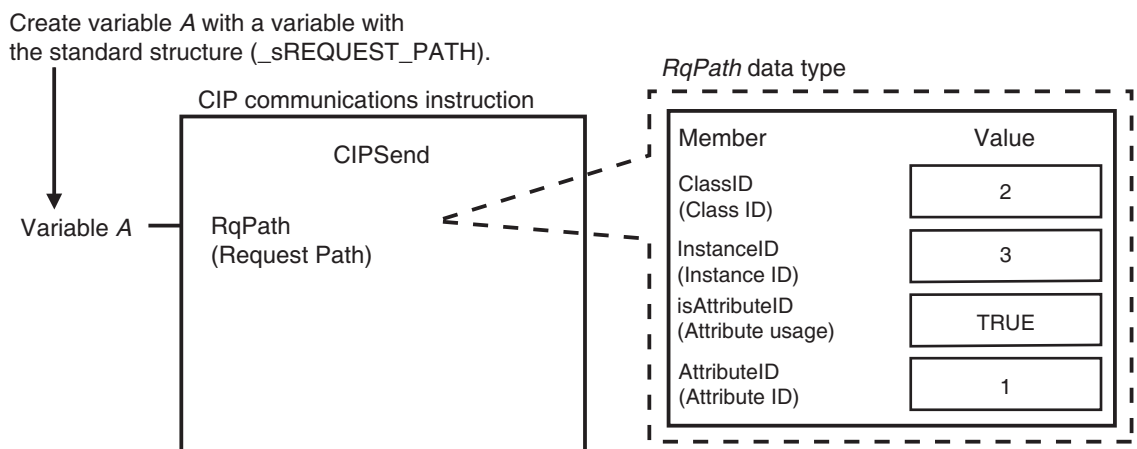 Create variable A with a variable with
the standard structure (_sREQUEST_PATH).
CIP communications instruction
CIPSend
Variable A
RqPath
(Request Path)
RqPath data type
Member Value
ClassID
(Class ID)
2
InstanceID
(Instance ID)
3
isAttributeID
(Attribute usage)
TRUE
AttributeID
(Attribute ID)
1